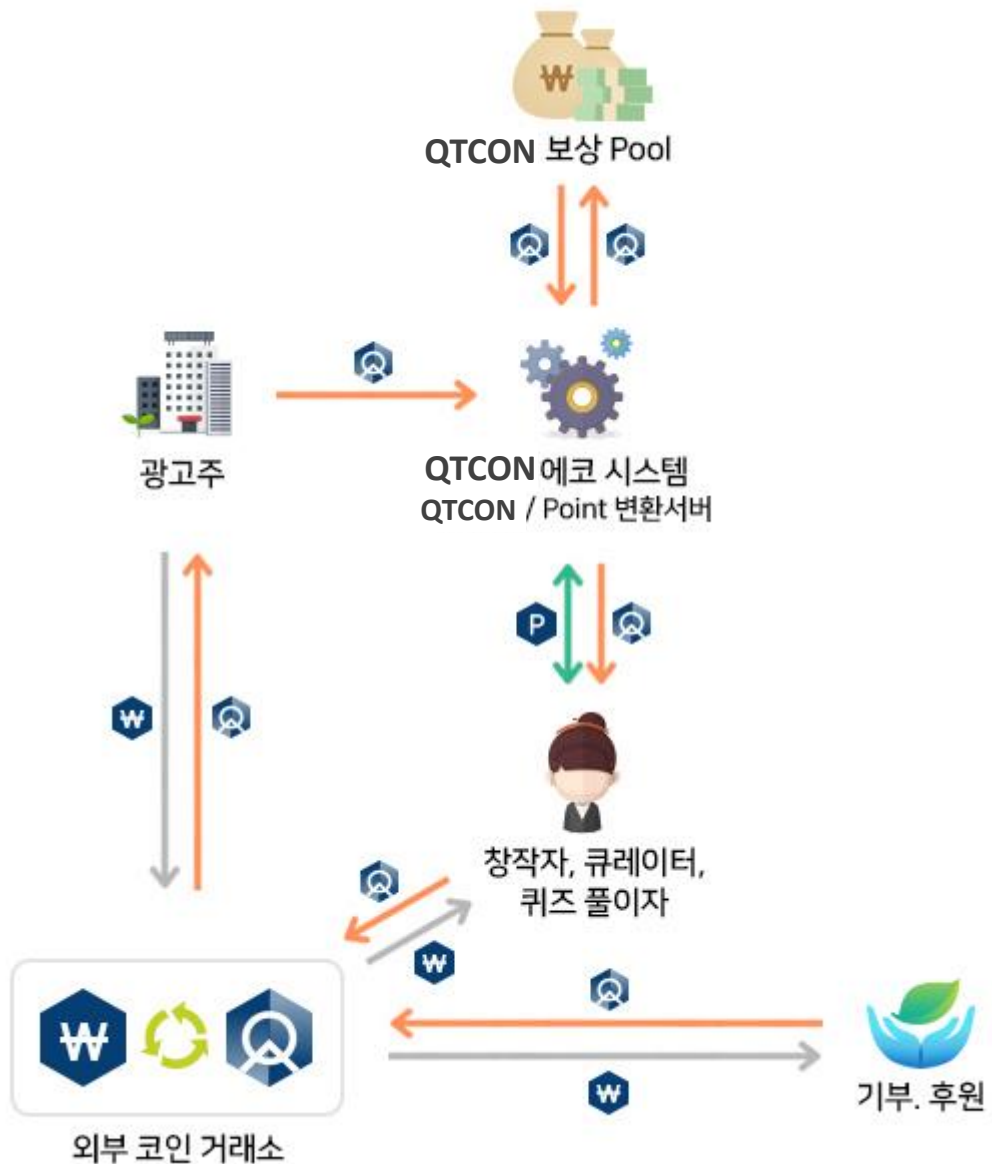 ₩
QTCON 보상 Pool
광고주
QTCON 에코 시스템
QTCON / Point 변환서버
P
₩
창작자, 큐레이터,
퀴즈 풀이자
₩
₩
₩
기부. 후원
외부 코인 거래소